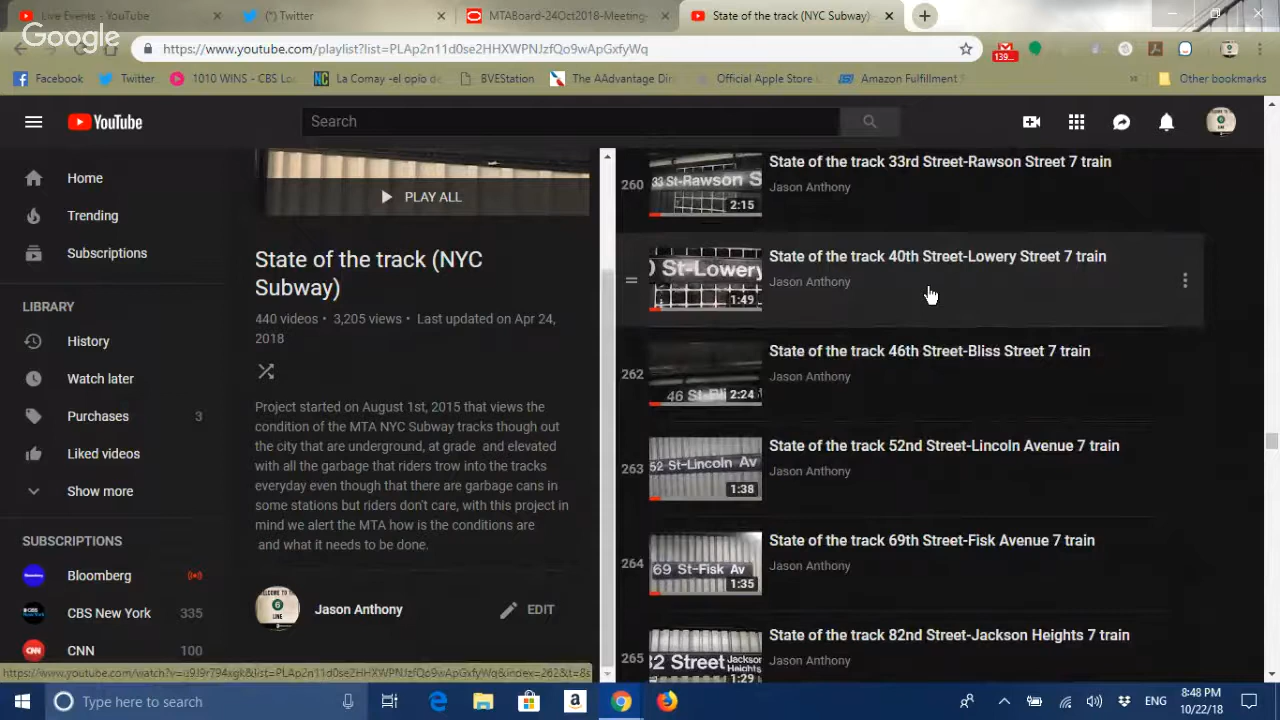 Live Events - YouTube
(*) Twitter
MTABoard-24Oct2018-Meeting-
State of the track (NYC Subway) -
Google
https://www.youtube.com/playlist?list=PLAp2n11d0se2HHXWPNJzfQo9wApGxfyWq
139...
Facebook
Twitter
1010 WINS - CBS Lo
La Comay -el opio de
BVEStation
The AAdvantage Di
Official Apple Store
Amazon Fulfillment
»
Other bookmarks
YouTube
Search
Home
Trending
Subscriptions
LIBRARY
History
Watch later
Purchases 3
Liked videos
Show more
SUBSCRIPTIONS
Bloomberg
CBS New York 335
CNN 100
PLAY ALL
State of the track (NYC
Subway)
440 videos • 3,205 views • Last updated on Apr 24,
2018
Project started on August 1st, 2015 that views the
condition of the MTA NYC Subway tracks though out
the city that are underground, at grade and elevated
with all the garbage that riders trow into the tracks
everyday even though that there are garbage cans in
some stations but riders don't care, with this project in
mind we alert the MTA how is the conditions are
and what it needs to be done.
Jason Anthony
EDIT
260
33 St-Rawson S
2:15
State of the track 33rd Street-Rawson Street 7 train
Jason Anthony
St-Lowery
1:49
State of the track 40th Street-Lowery Street 7 train
Jason Anthony
262
46 St-Bli
2:24
State of the track 46th Street-Bliss Street 7 train
Jason Anthony
263
52 St-Lincoln Av
1:38
State of the track 52nd Street-Lincoln Avenue 7 train
Jason Anthony
264
69 St-Fisk Av
1:35
State of the track 69th Street-Fisk Avenue 7 train
Jason Anthony
265
2 Street Jackson Heights
1:29
State of the track 82nd Street-Jackson Heights 7 train
Jason Anthony
Type here to search
ENG
8:48 PM
10/22/18